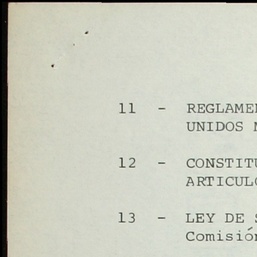 11 - REGLAMEN
UNIDOS M
12 - CONSTITU
ARTICULO
13 - LEY DE S
Comisión